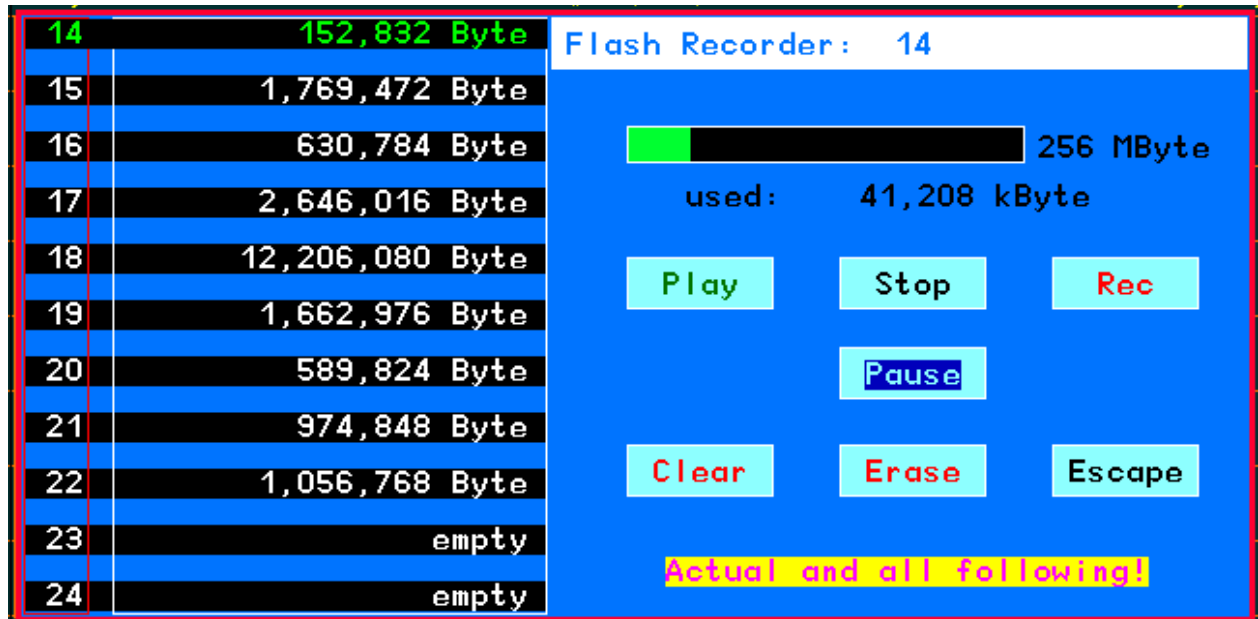 14 152,832 Byte
15 1,769,472 Byte
16 630,784 Byte
17 2,646,016 Byte
18 12,206,080 Byte
19 1,662,976 Byte
20 589,824 Byte
21 974,848 Byte
22 1,056,768 Byte
23 empty
24 empty
Flash Recorder: 14
256 MByte
used: 41,208 kByte
Play Stop Rec
Pause
Clear Erase Escape
Actual and all following!